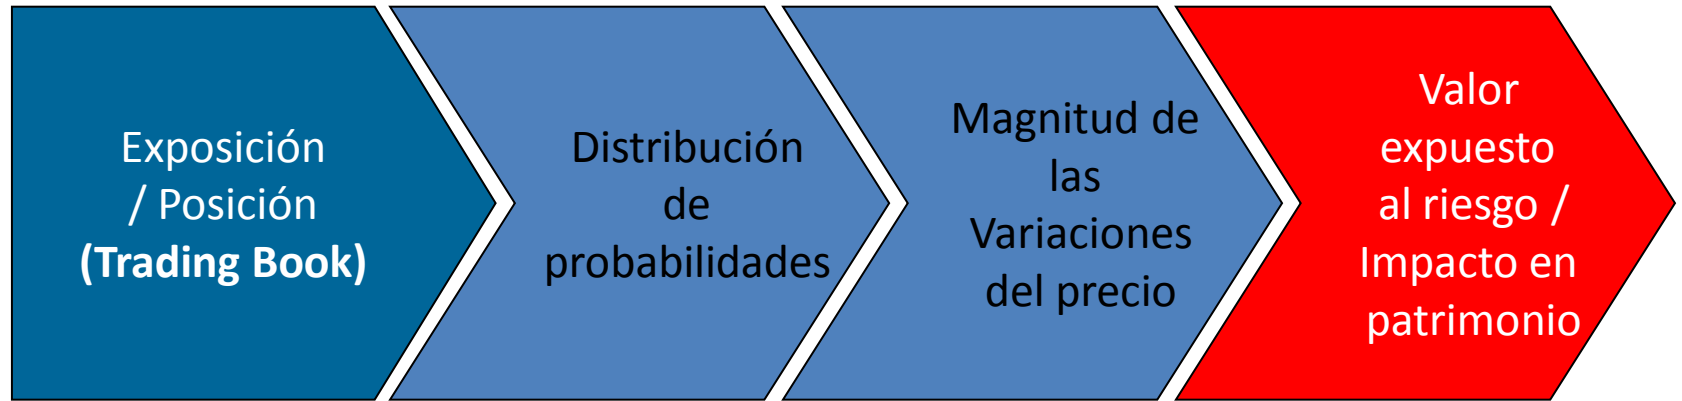 Exposición
/ Posición
(Trading Book)
Distribución
de
probabilidades
Magnitud de
las
Variaciones
del precio
Valor
expuesto
al riesgo /
Impacto en
patrimonio